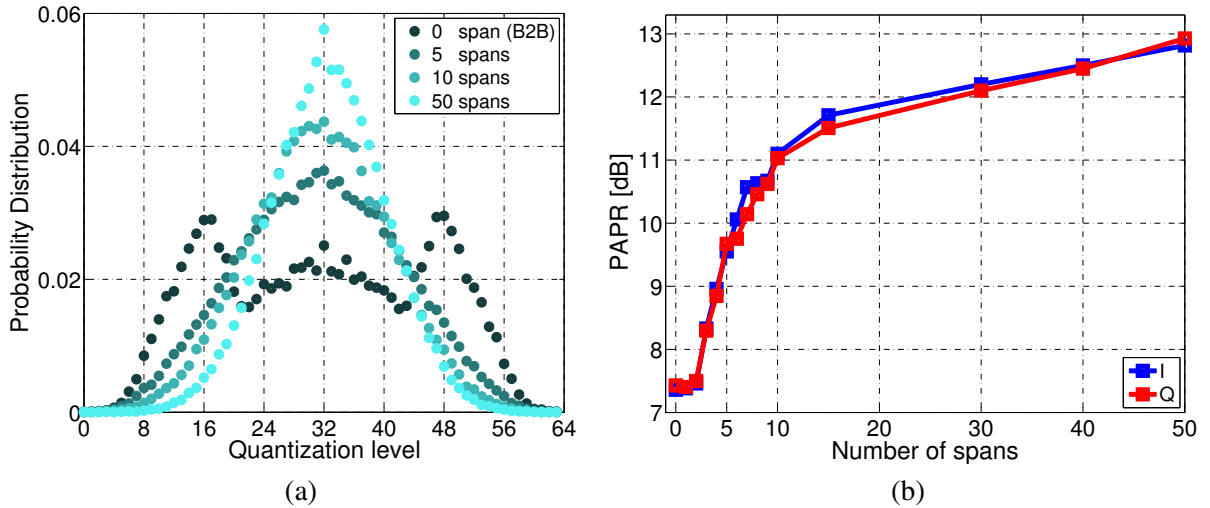 0 span (B2B)
5 spans
10 spans
50 spans
Probability Distribution
0.06
0.04
0.02
0
0 8 16 24 32 40 48 56 64
Quantization level
(a)
PAPR [dB]
13
12
11
10
9
8
7
I
Q
0 5 10 20 30 40 50
Number of spans
(b)